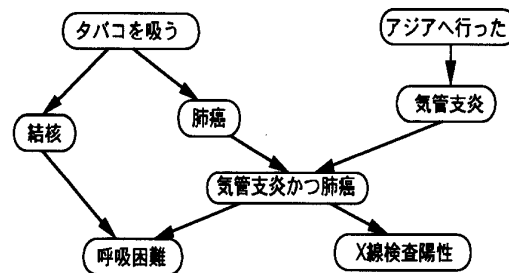 タバコを吸う
アジアへ行った
結核
肺癌
気管支炎
気管支炎かつ肺癌
呼吸困難
X線検査陽性